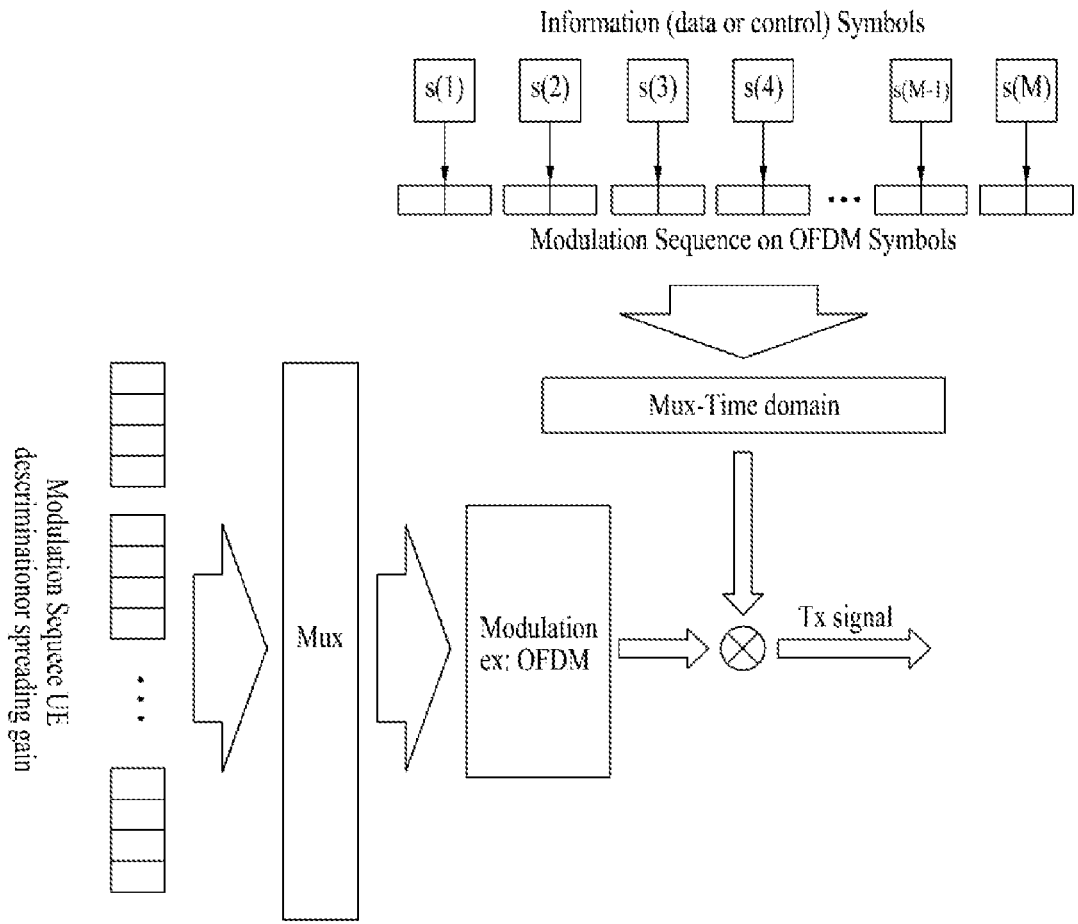 Information (data or control) Symbols
s(1) s(2) s(3) s(4) s(M-1) s(M)
Modulation Sequence on OFDM Symbols
Mux-Time domain
Modulation Sequece UE
descriminationor spreading gain
Mux
Modulation
ex: OFDM
Tx signal